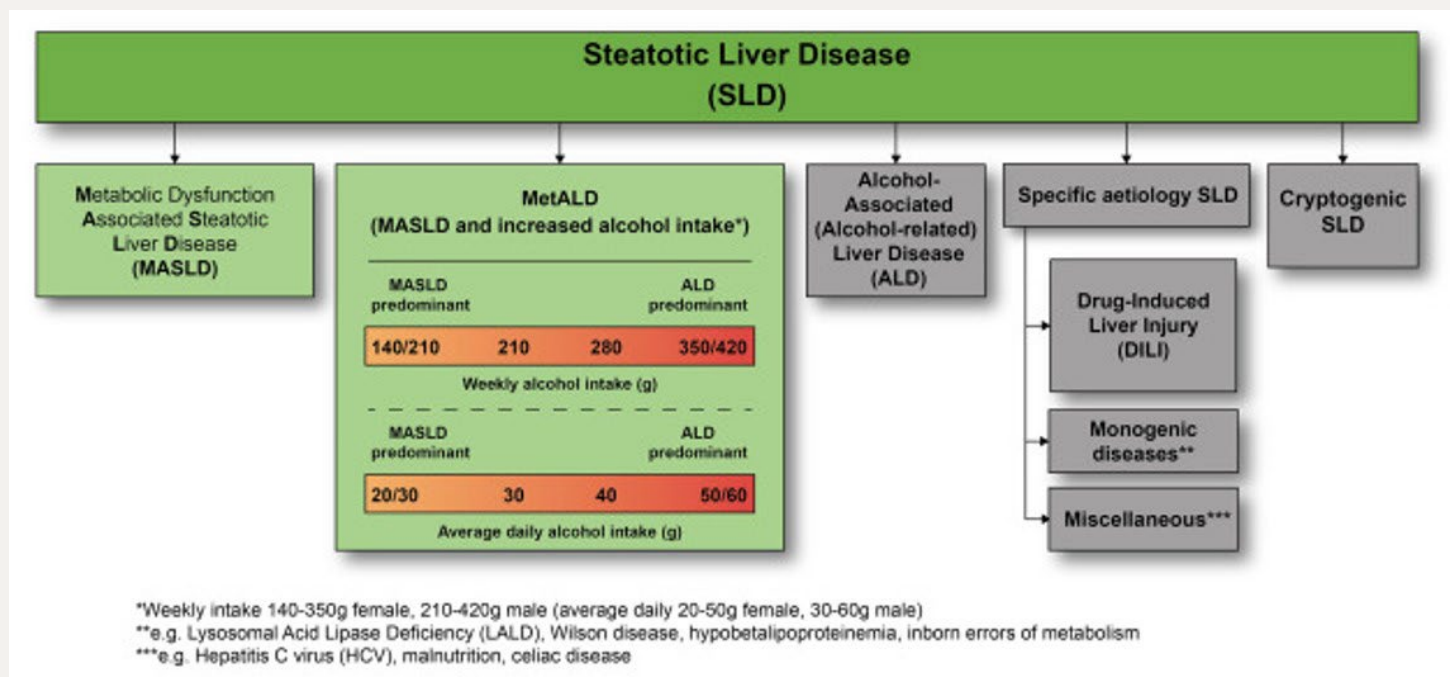 Steatotic Liver Disease
(SLD)
Metabolic Dysfunction
Associated Steatotic
Liver Disease
(MASLD)
MetALD
(MASLD and increased alcohol intake*)
MASLD
predominant
ALD
predominant
140/210 210 280 350/420
Weekly alcohol intake (g)
MASLD
predominant
ALD
predominant
20/30 30 40 50/60
Average daily alcohol intake (g)
Alcohol-
Associated
(Alcohol-related)
Liver Disease
(ALD)
Specific aetiology SLD
Drug-Induced
Liver Injury
(DILI)
Monogenic
diseases**
Miscellaneous***
Cryptogenic
SLD
*Weekly intake 140-350g female, 210-420g male (average daily 20-50g female, 30-60g male)
**e.g. Lysosomal Acid Lipase Deficiency (LALD), Wilson disease, hypobetalipoproteinemia, inborn errors of metabolism
***e.g. Hepatitis C virus (HCV), malnutrition, celiac disease